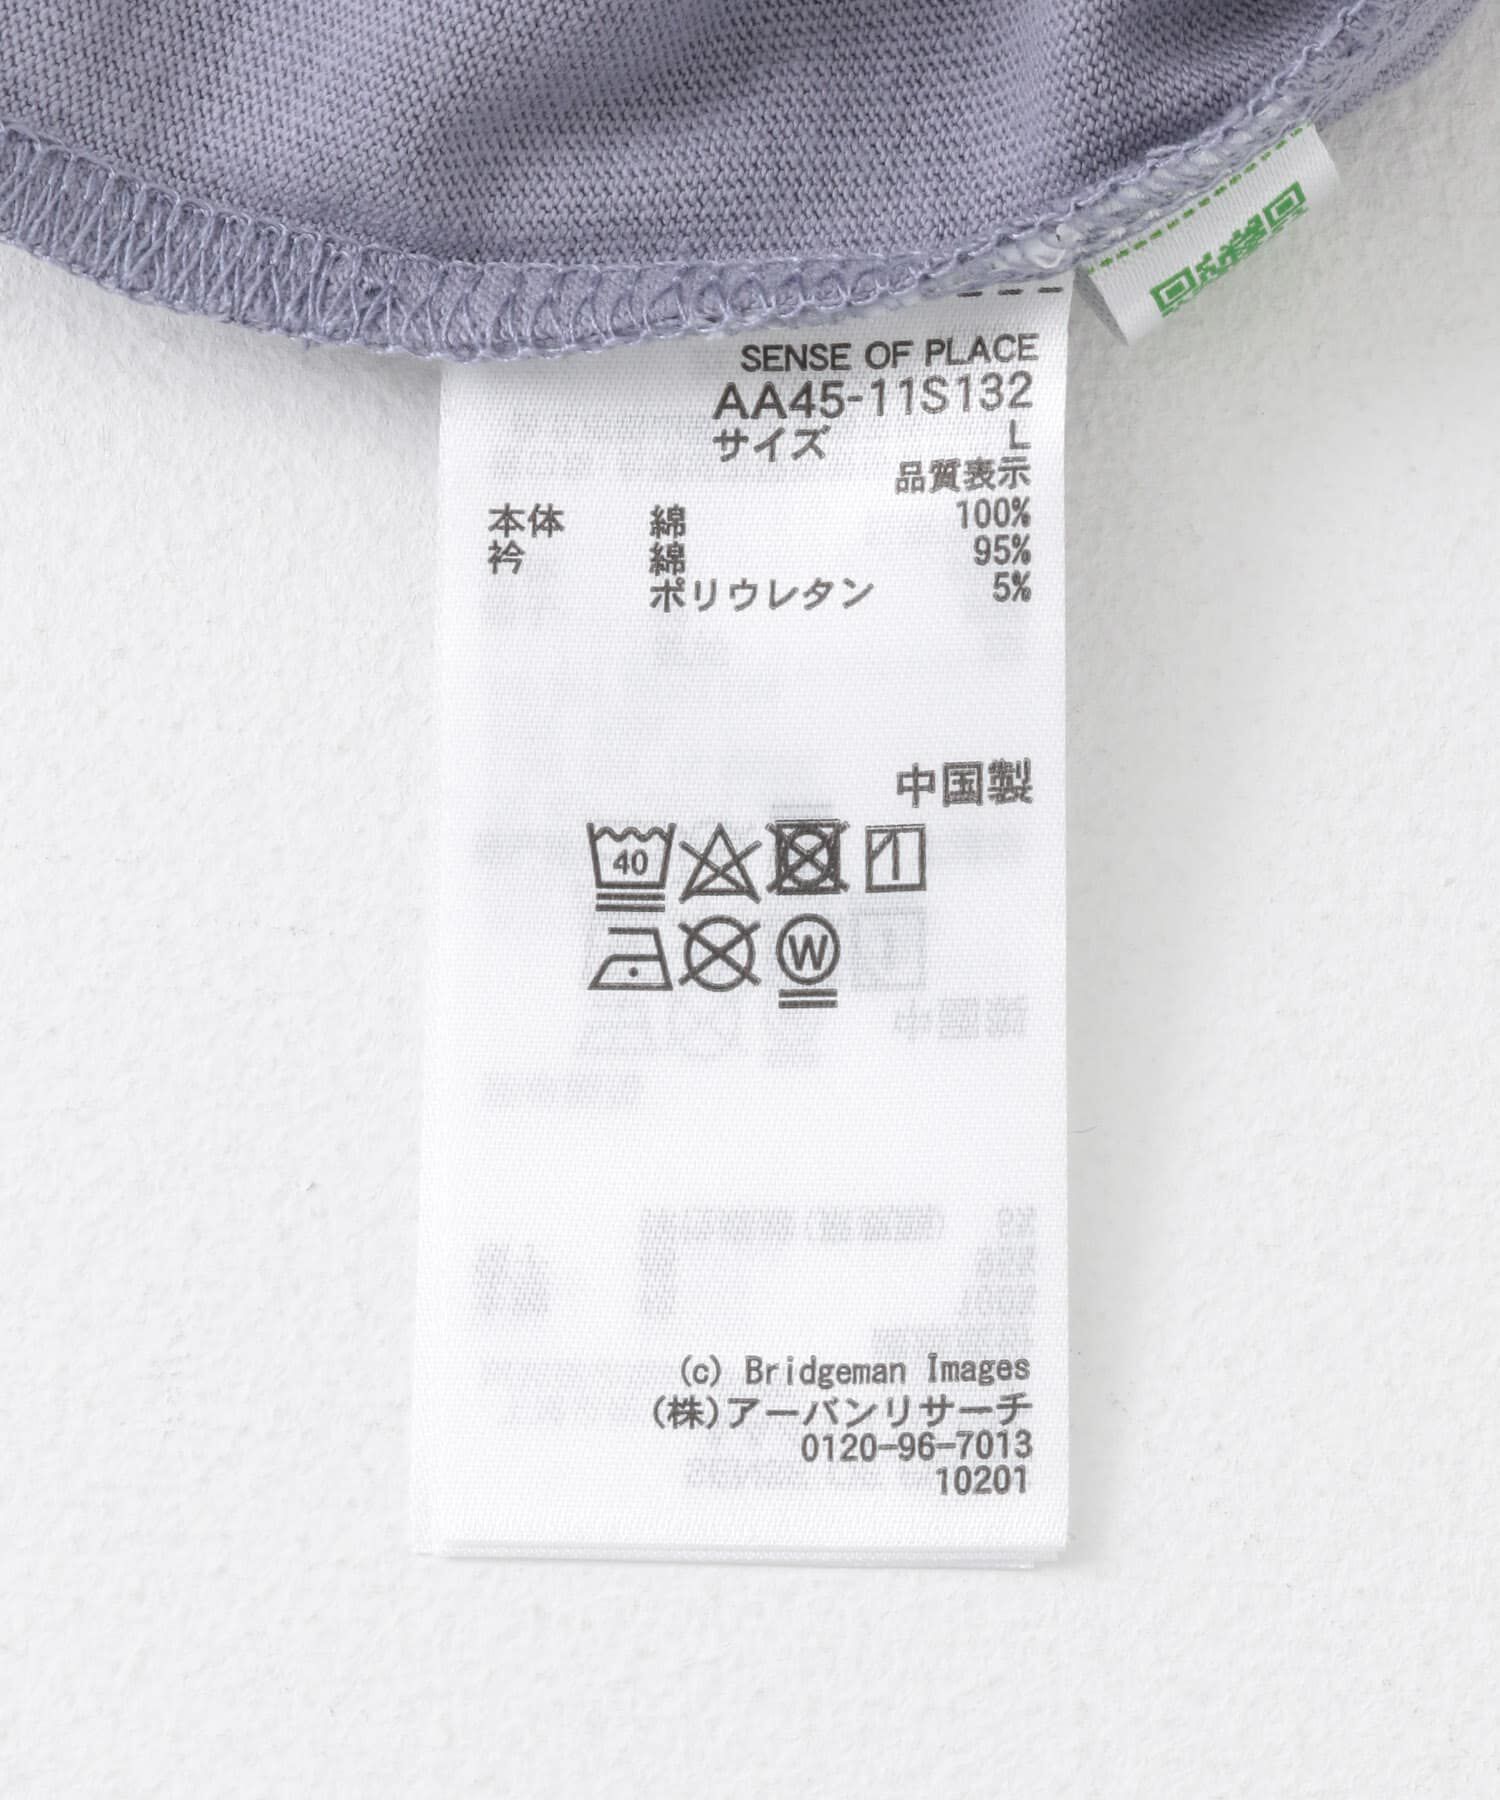 SENSE OF PLACE
AA45-11S132
サイズ L
品質表示
本体 綿 100%
衿 綿 95%
ポリウレタン 5%
中国製
40
W
(c) Bridgeman Images
(株)アーバンリサーチ
0120-96-7013
10201